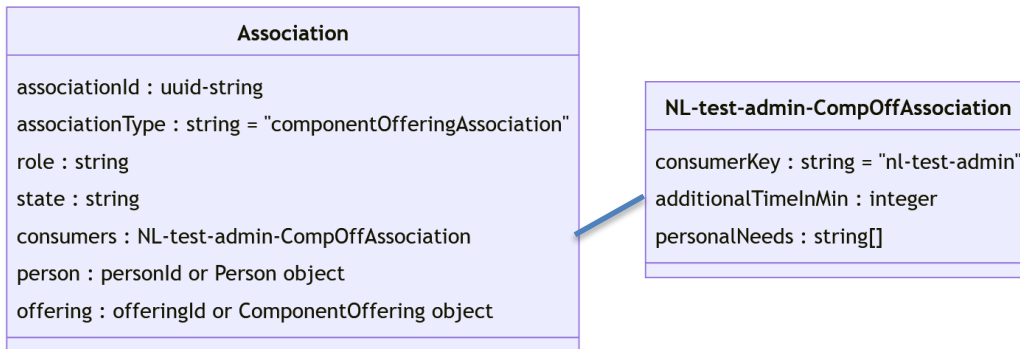 Association
associationId : uuid-string
associationType : string = "componentOfferingAssociation"
role : string
state : string
consumers : NL-test-admin-CompOffAssociation
person : personId or Person object
offering : offeringId or ComponentOffering object
NL-test-admin-CompOffAssociation
consumerKey : string = "nl-test-admin"
additionalTimeInMin : integer
personalNeeds : string[]